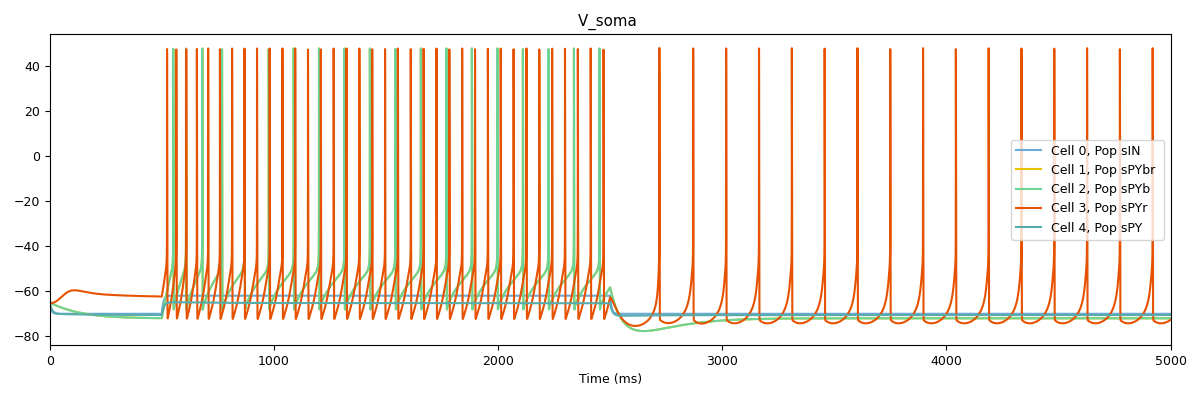 V_soma
40
20
0
−20
−40
−60
−80
Cell 0, Pop sIN
Cell 1, Pop sPYbr
Cell 2, Pop sPYb
Cell 3, Pop sPYr
Cell 4, Pop sPY
0 1000 2000 3000 4000 5000
Time (ms)